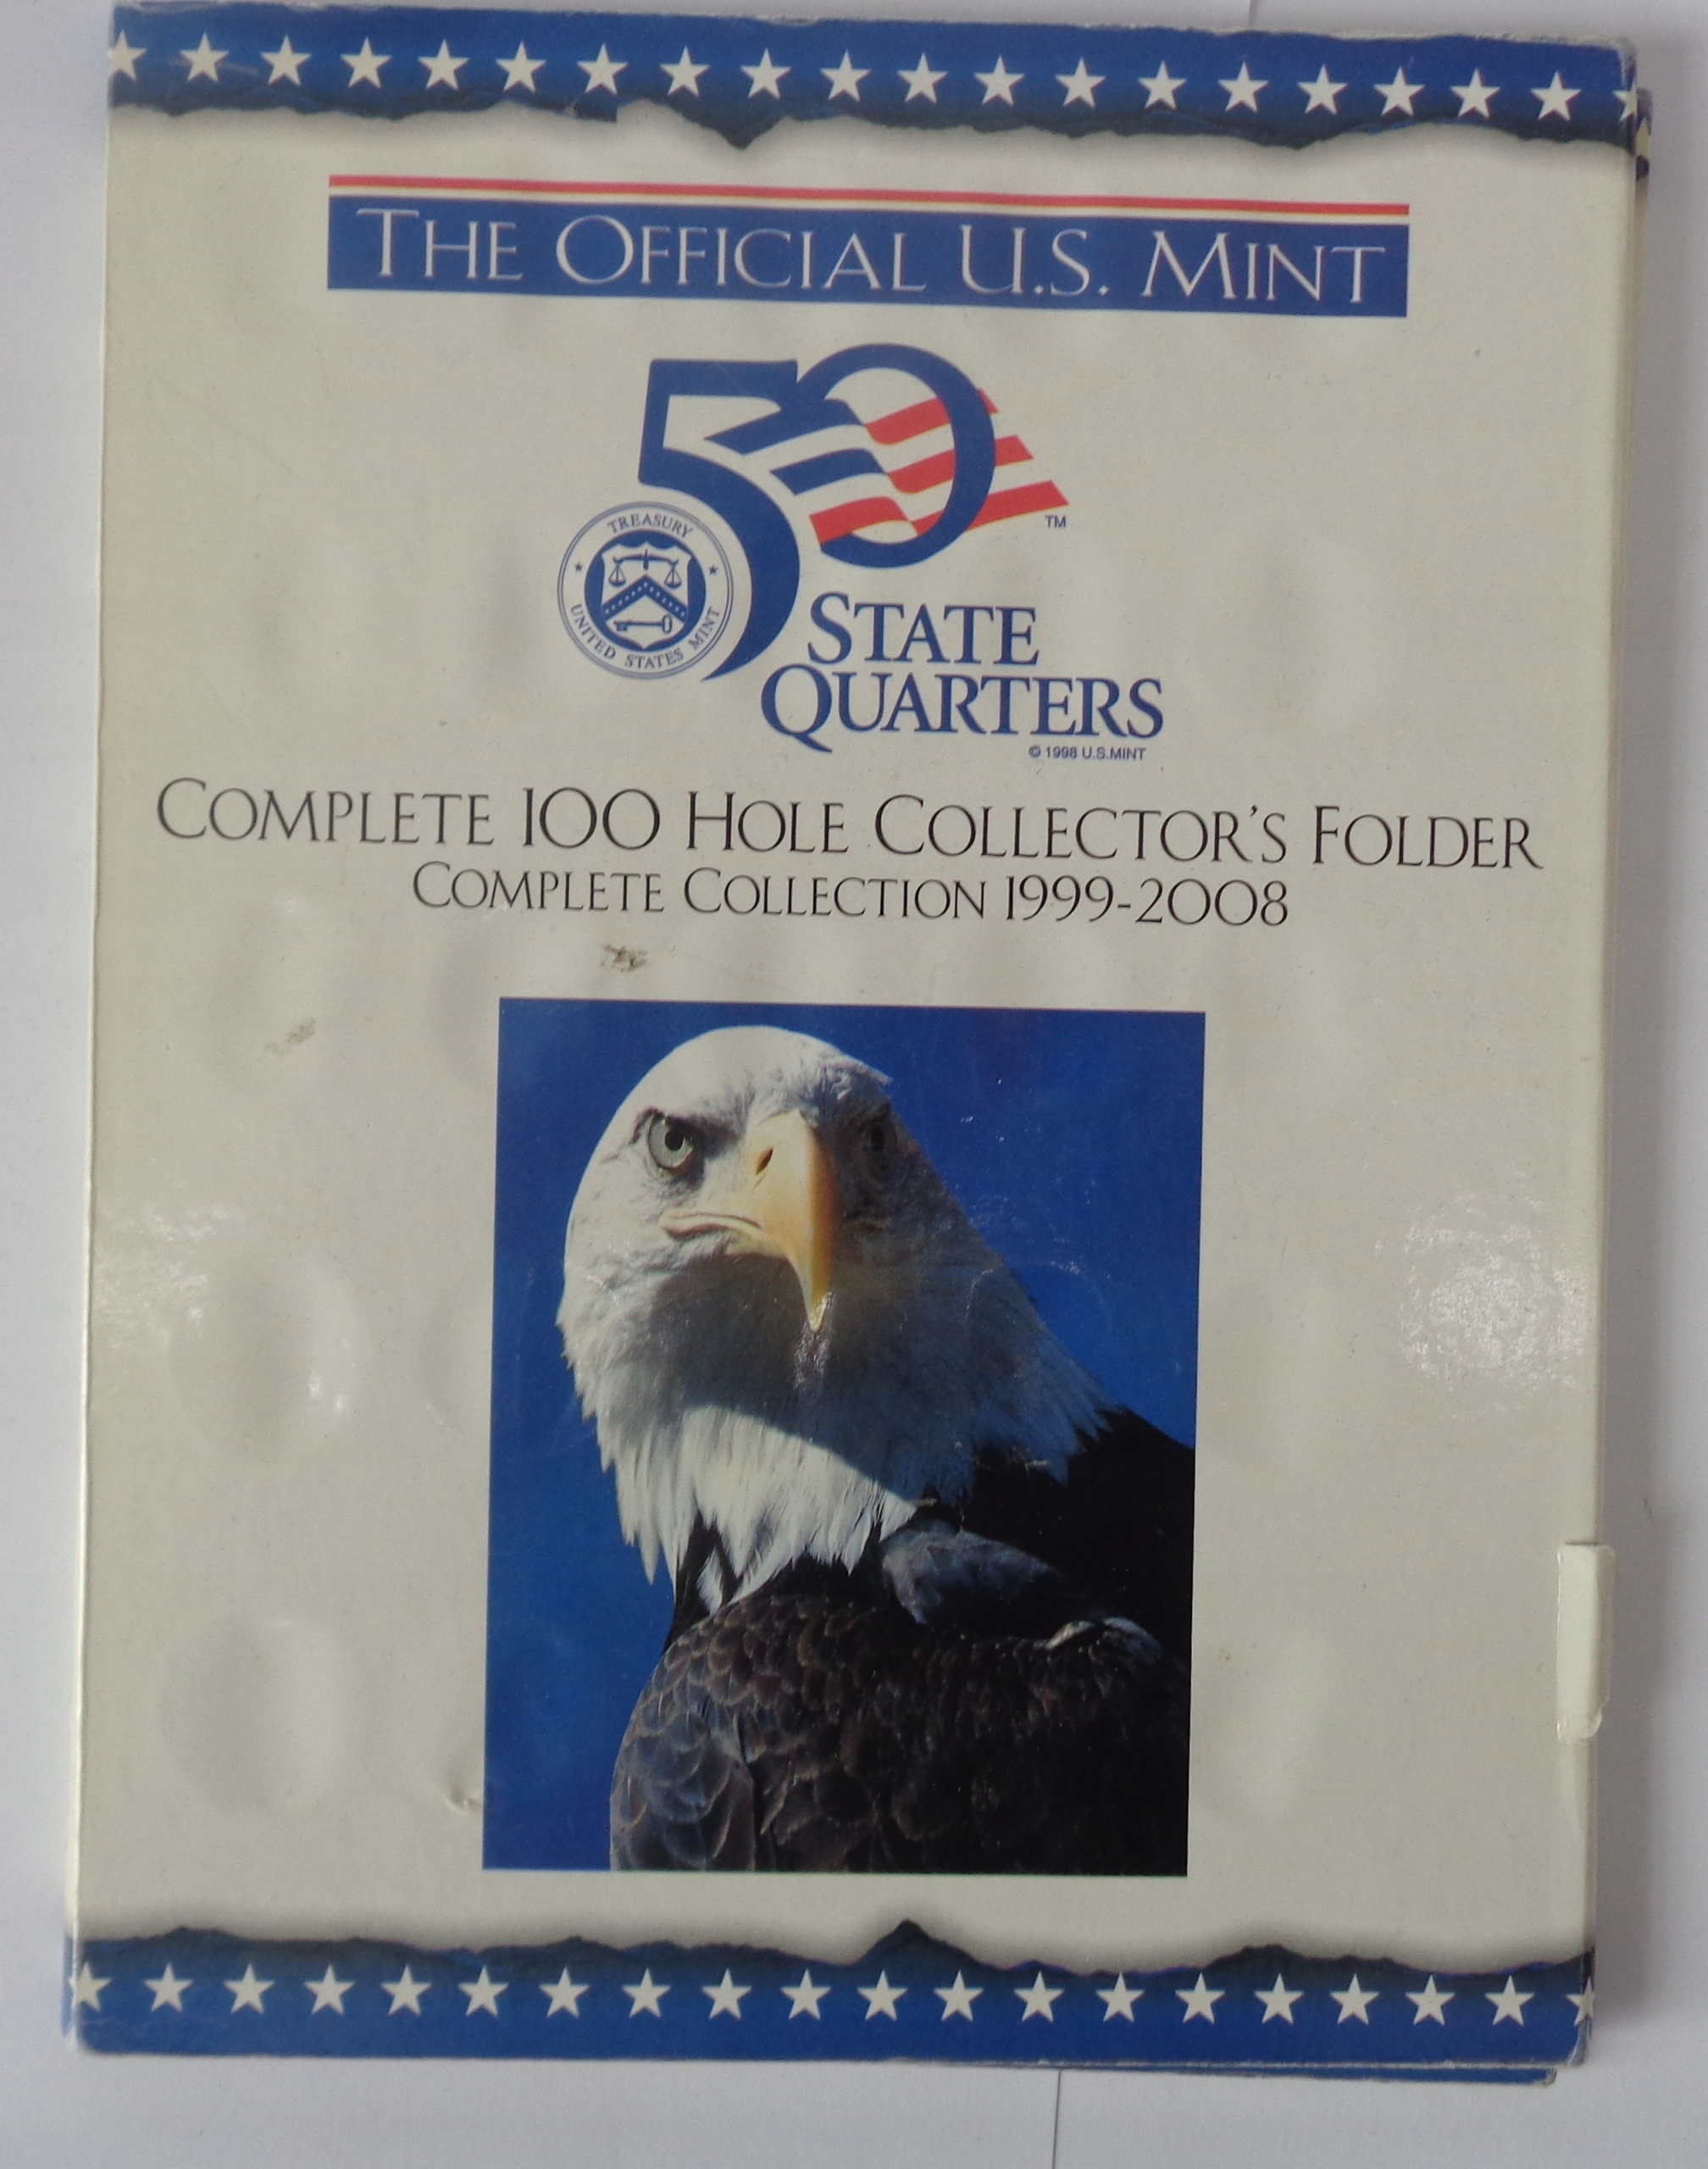 THE OFFICIAL U.S. MINT
50
TM
TREASURY
UNITED STATES MINT
STATE
QUARTERS
© 1998 U.S.MINT
COMPLETE 100 HOLE COLLECTOR'S FOLDER
COMPLETE COLLECTION 1999-2008